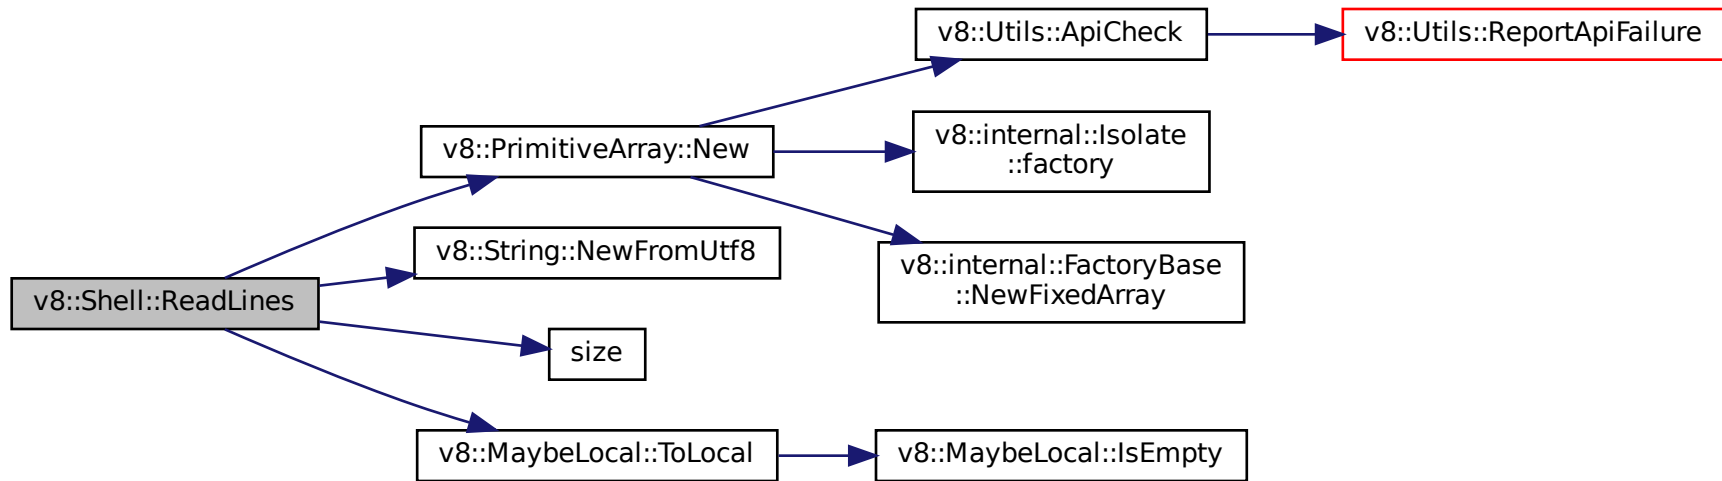 v8::Shell::ReadLines
v8::PrimitiveArray::New
v8::String::NewFromUtf8
size
v8::MaybeLocal::ToLocal
v8::Utils::ApiCheck
v8::internal::Isolate
::factory
v8::internal::FactoryBase
::NewFixedArray
v8::MaybeLocal::IsEmpty
v8::Utils::ReportApiFailure